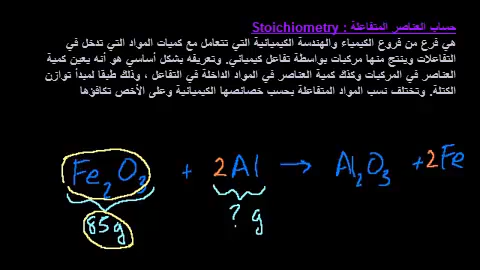 حساب العناصر المتفاعلة : Stoichiometry
هي فرع من فروع الكيمياء والهندسة الكيميائية التي تتعامل مع كميات المواد التي تدخل في
التفاعلات وينتج منها مركبات بواسطة تفاعل كيميائي. وتعريفه بشكل أساسي هو أنه يعين كمية
العناصر في المركبات وكذك كمية العناصر في المواد الداخلة في التفاعل ، وذلك طبقا لمبدأ توازن
الكتلة. وتختلف نسب المواد المتفاعلة بحسب خصائصها الكيميائية وعلى الأخص تكافؤها
Fe₂O₃ + 2Al → Al₂O₃ + 2Fe
85g ? g